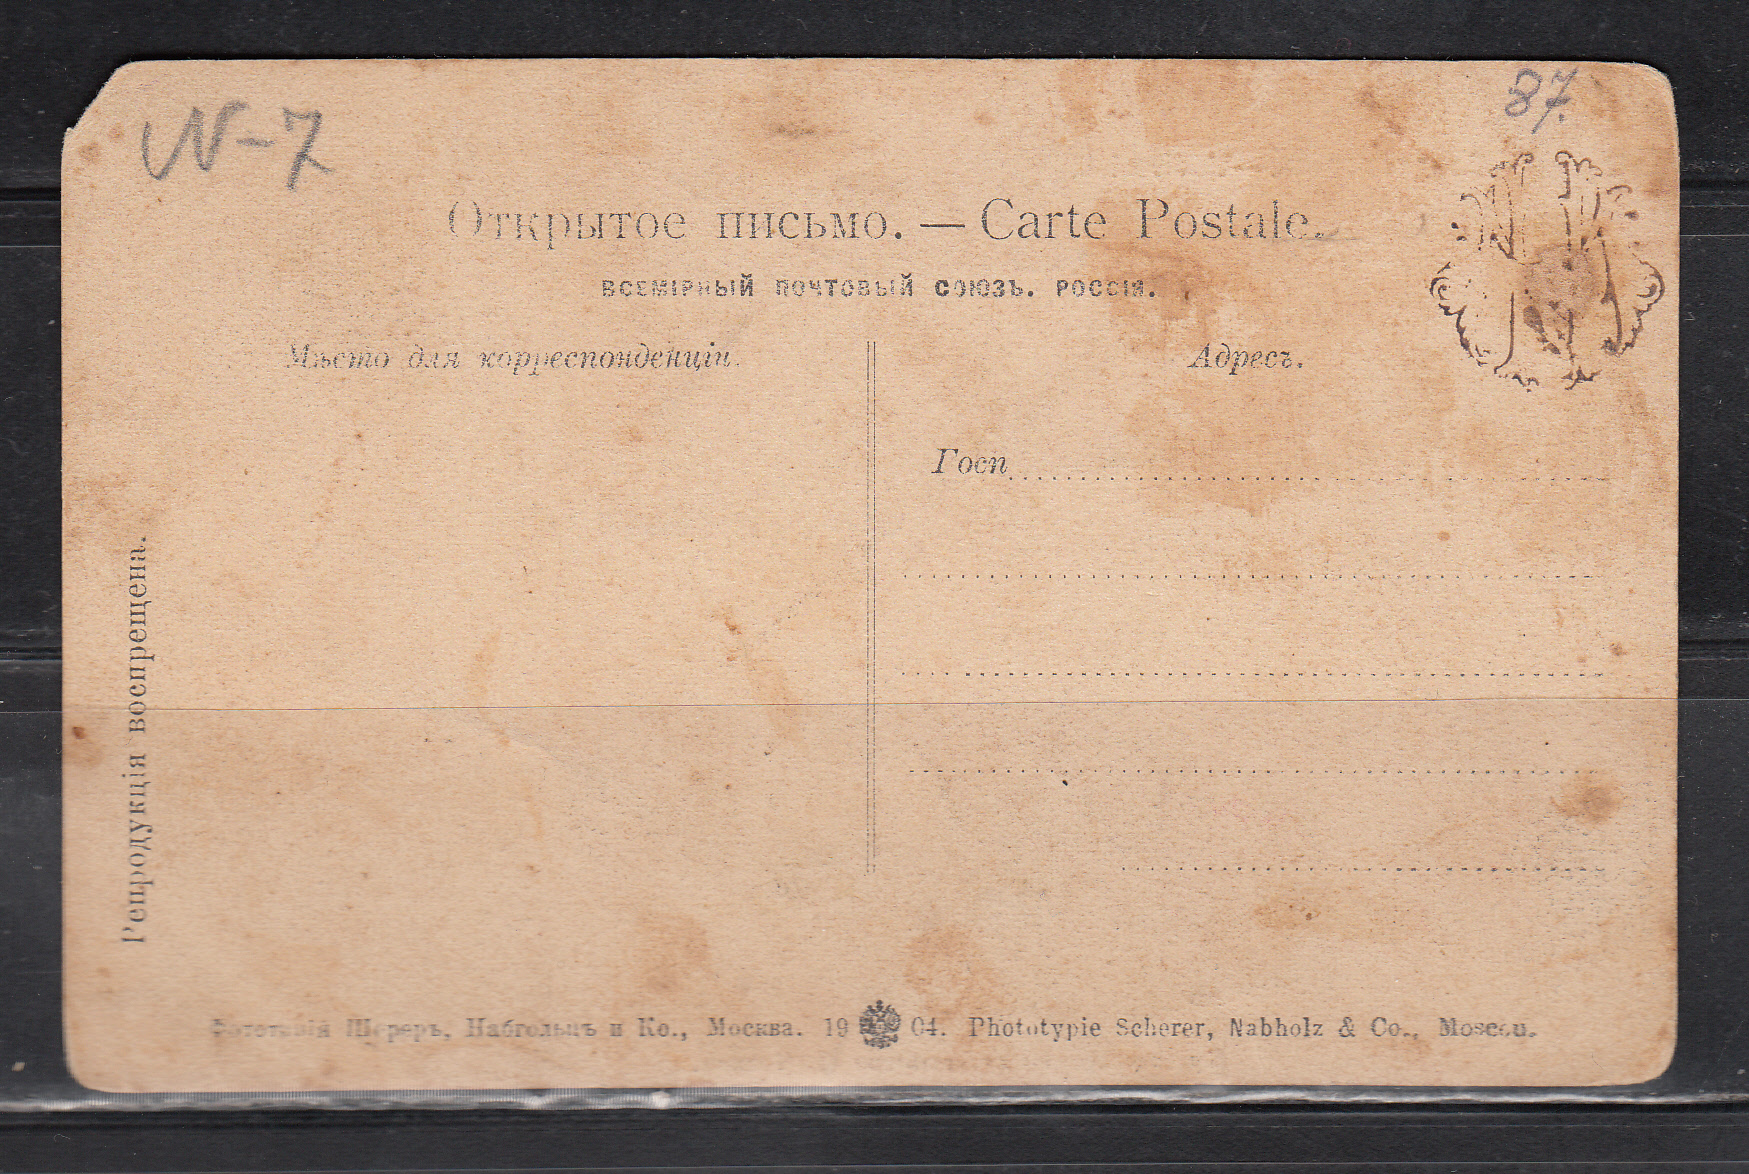 N-7
87.
Открытое письмо. — Carte Postale.
ВСЕМІРНЫЙ ПОЧТОВЫЙ СОЮЗЪ. РОССІЯ.
Мѣсто для корреспонденціи.
Адресъ.
Госп
Репродукція воспрещена.
Фототипія Шереръ, Набгольцъ и Ко., Москва. 1904. Phototypie Scherer, Nabholz & Co., Moscou.